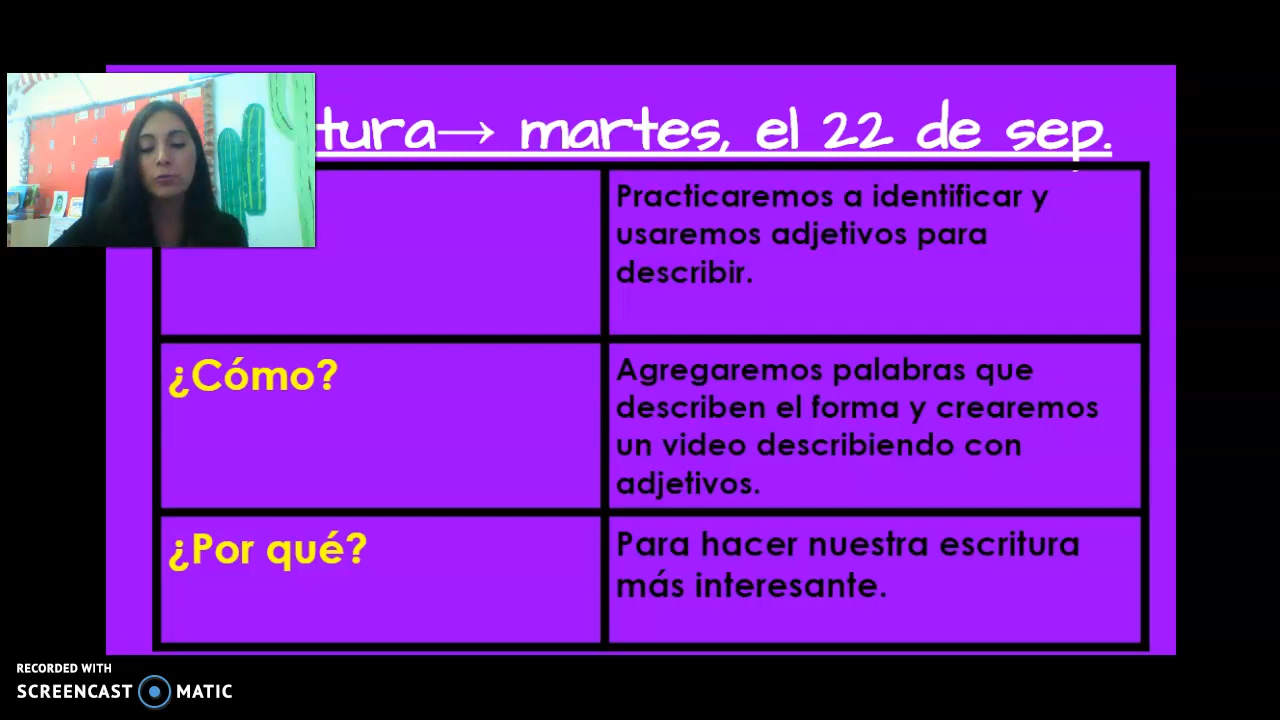 tura→ martes, el 22 de sep.
Practicaremos a identificar y
usaremos adjetivos para
describir.
¿Cómo?
Agregaremos palabras que
describen el forma y crearemos
un video describiendo con
adjetivos.
¿Por qué?
Para hacer nuestra escritura
más interesante.
RECORDED WITH
SCREENCAST MATIC